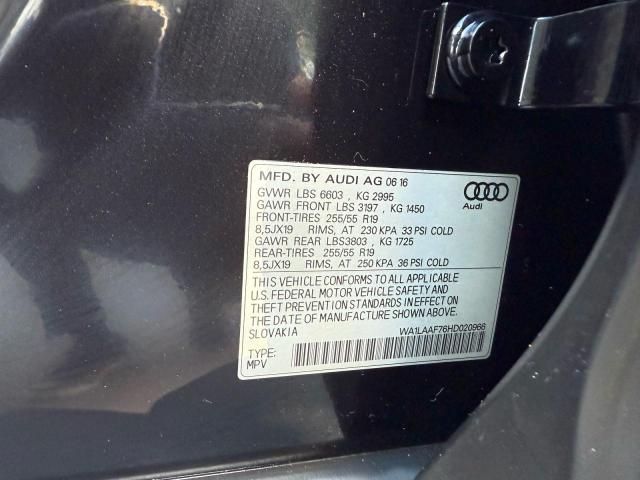 MFD. BY AUDI AG 06 16
GVWR LBS 6603 , KG 2995
GAWR FRONT LBS 3197 , KG 1450
FRONT-TIRES 255/55 R19
8,5JX19 RIMS, AT 230 KPA 33 PSI COLD
GAWR REAR LBS3803 , KG 1725
REAR-TIRES 255/55 R19
8,5JX19 RIMS, AT 250 KPA 36 PSI COLD
Audi
THIS VEHICLE CONFORMS TO ALL APPLICABLE
U.S. FEDERAL MOTOR VEHICLE SAFETY AND
THEFT PREVENTION STANDARDS IN EFFECT ON
THE DATE OF MANUFACTURE SHOWN ABOVE.
SLOVAKIA
WA1LAAF76HD020966
TYPE:
MPV